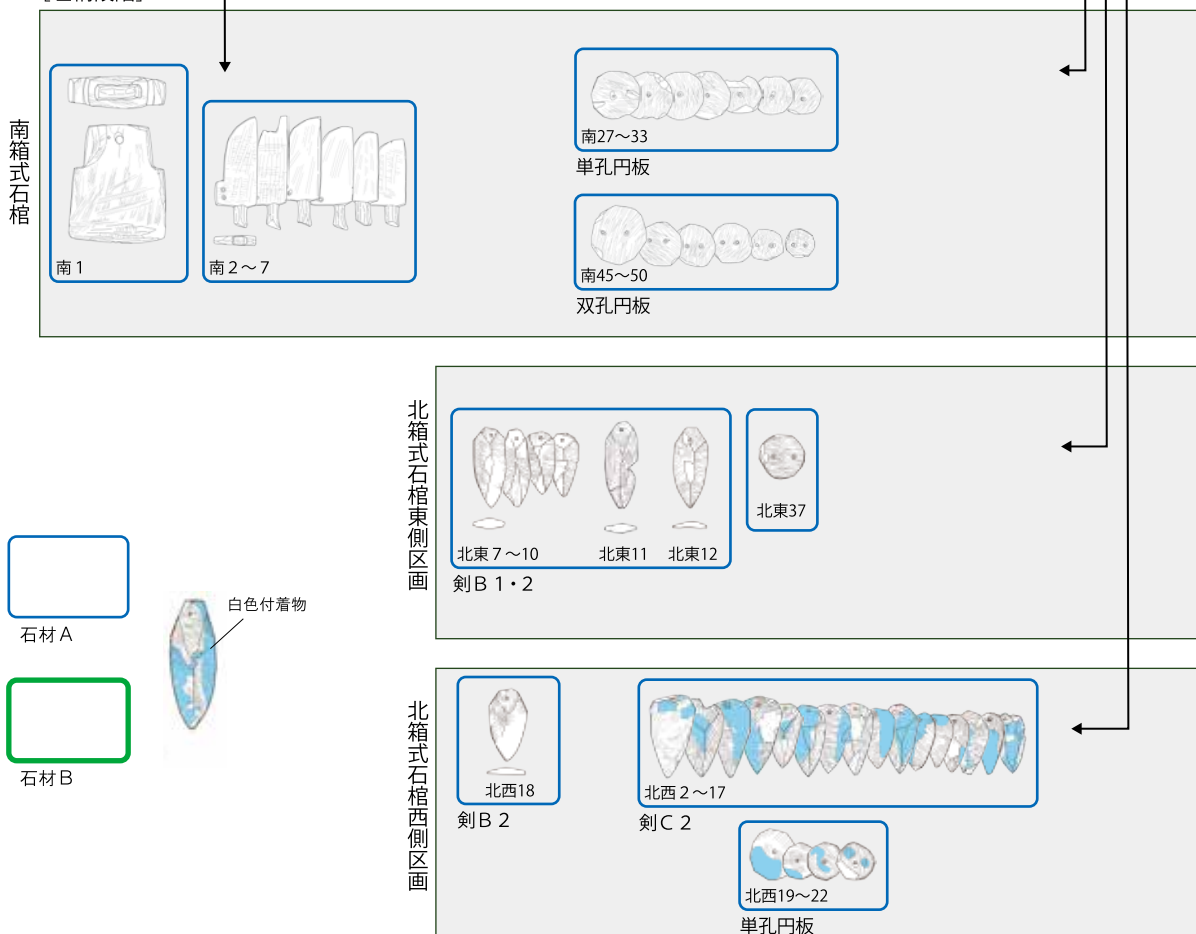 南箱式石棺
南1
南2～7
南27～33
単孔円板
南45～50
双孔円板
北箱式石棺東側区画
北東7～10
北東11
北東12
剣B1・2
北東37
石材A
白色付着物
石材B
北箱式石棺西側区画
北西18
剣B2
北西2～17
剣C2
北西19～22
単孔円板